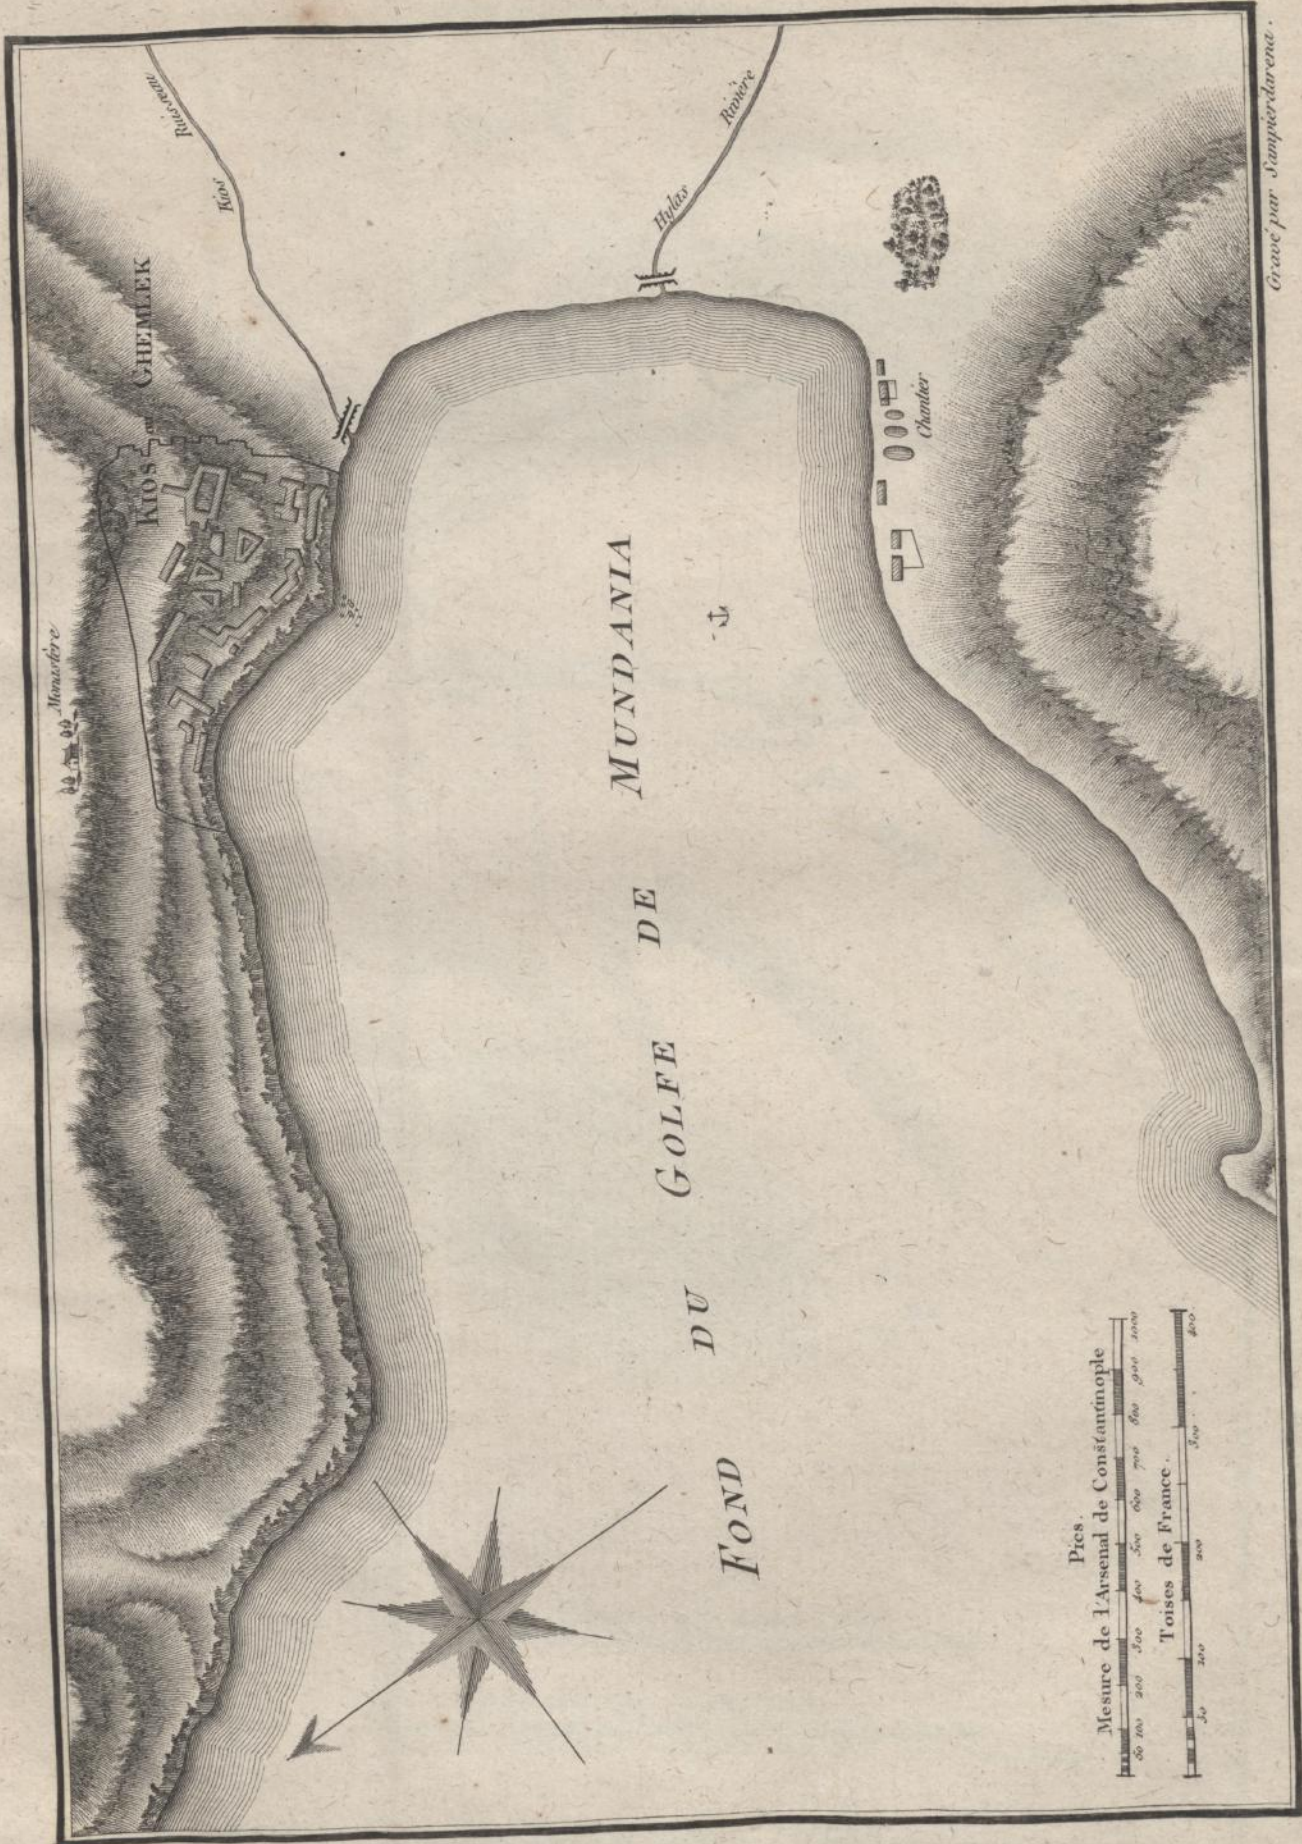 Monastère
KIOS ou GHEMLEK
Ruisseau
Kios
Hylas
Rivière
FOND DU GOLFE DE MUNDANIA
Chantier
Pics.
Mesure de l'Arsenal de Constantinople
50 100 200 300 400 500 600 700 800 900 1000
Toises de France.
50 100 200 300 400
Gravé par Sampierdarena.